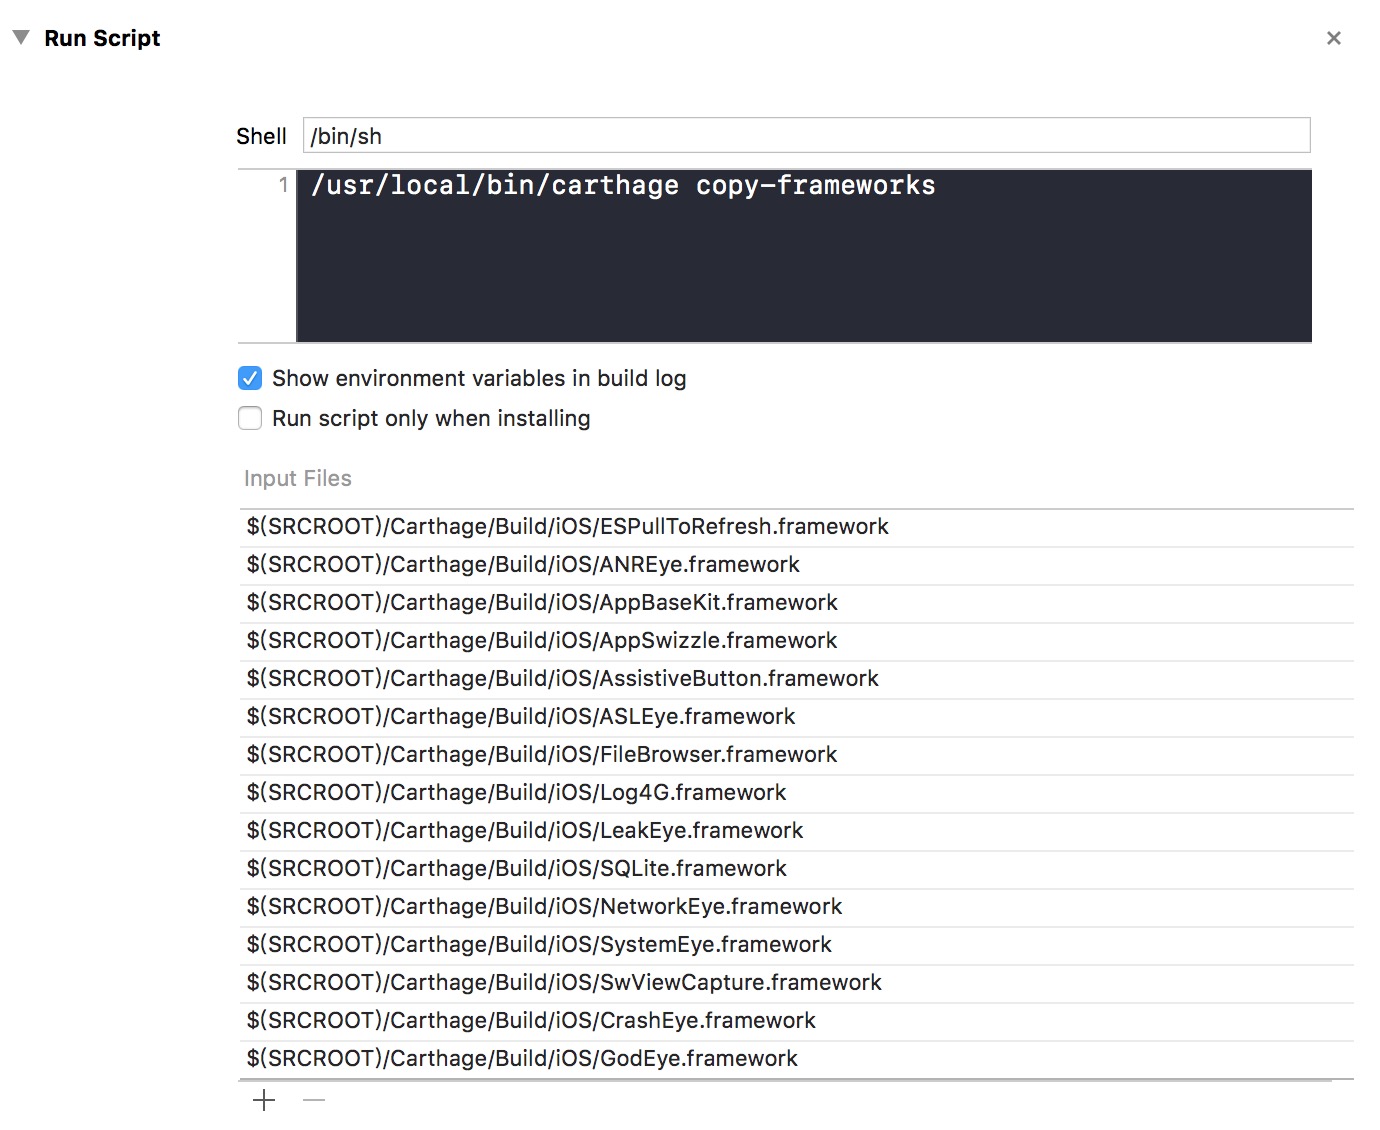 Run Script
Shell /bin/sh
1 /usr/local/bin/carthage copy-frameworks
Show environment variables in build log
Run script only when installing
Input Files
$(SRCROOT)/Carthage/Build/iOS/ESPullToRefresh.framework
$(SRCROOT)/Carthage/Build/iOS/ANREye.framework
$(SRCROOT)/Carthage/Build/iOS/AppBaseKit.framework
$(SRCROOT)/Carthage/Build/iOS/AppSwizzle.framework
$(SRCROOT)/Carthage/Build/iOS/AssistiveButton.framework
$(SRCROOT)/Carthage/Build/iOS/ASLEye.framework
$(SRCROOT)/Carthage/Build/iOS/FileBrowser.framework
$(SRCROOT)/Carthage/Build/iOS/Log4G.framework
$(SRCROOT)/Carthage/Build/iOS/LeakEye.framework
$(SRCROOT)/Carthage/Build/iOS/SQLite.framework
$(SRCROOT)/Carthage/Build/iOS/NetworkEye.framework
$(SRCROOT)/Carthage/Build/iOS/SystemEye.framework
$(SRCROOT)/Carthage/Build/iOS/SwViewCapture.framework
$(SRCROOT)/Carthage/Build/iOS/CrashEye.framework
$(SRCROOT)/Carthage/Build/iOS/GodEye.framework